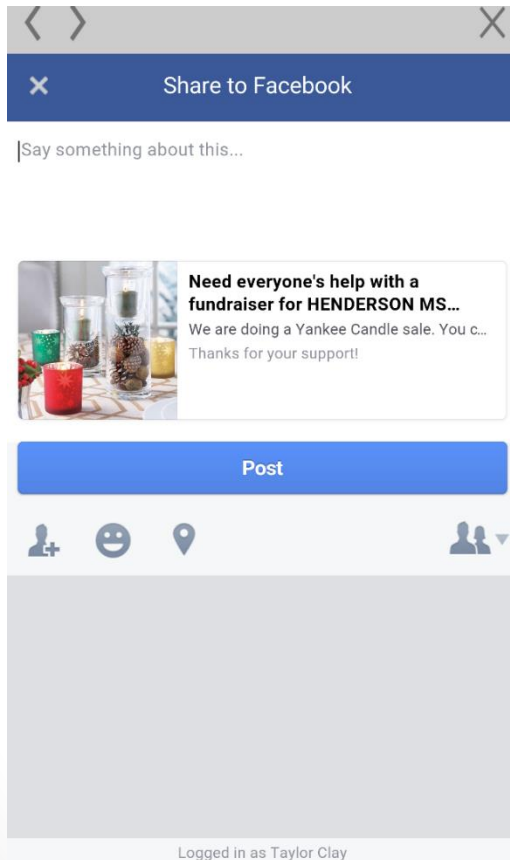 Share to Facebook
Say something about this...
Need everyone's help with a
fundraiser for HENDERSON MS...
We are doing a Yankee Candle sale. You c...
Thanks for your support!
Post
Logged in as Taylor Clay